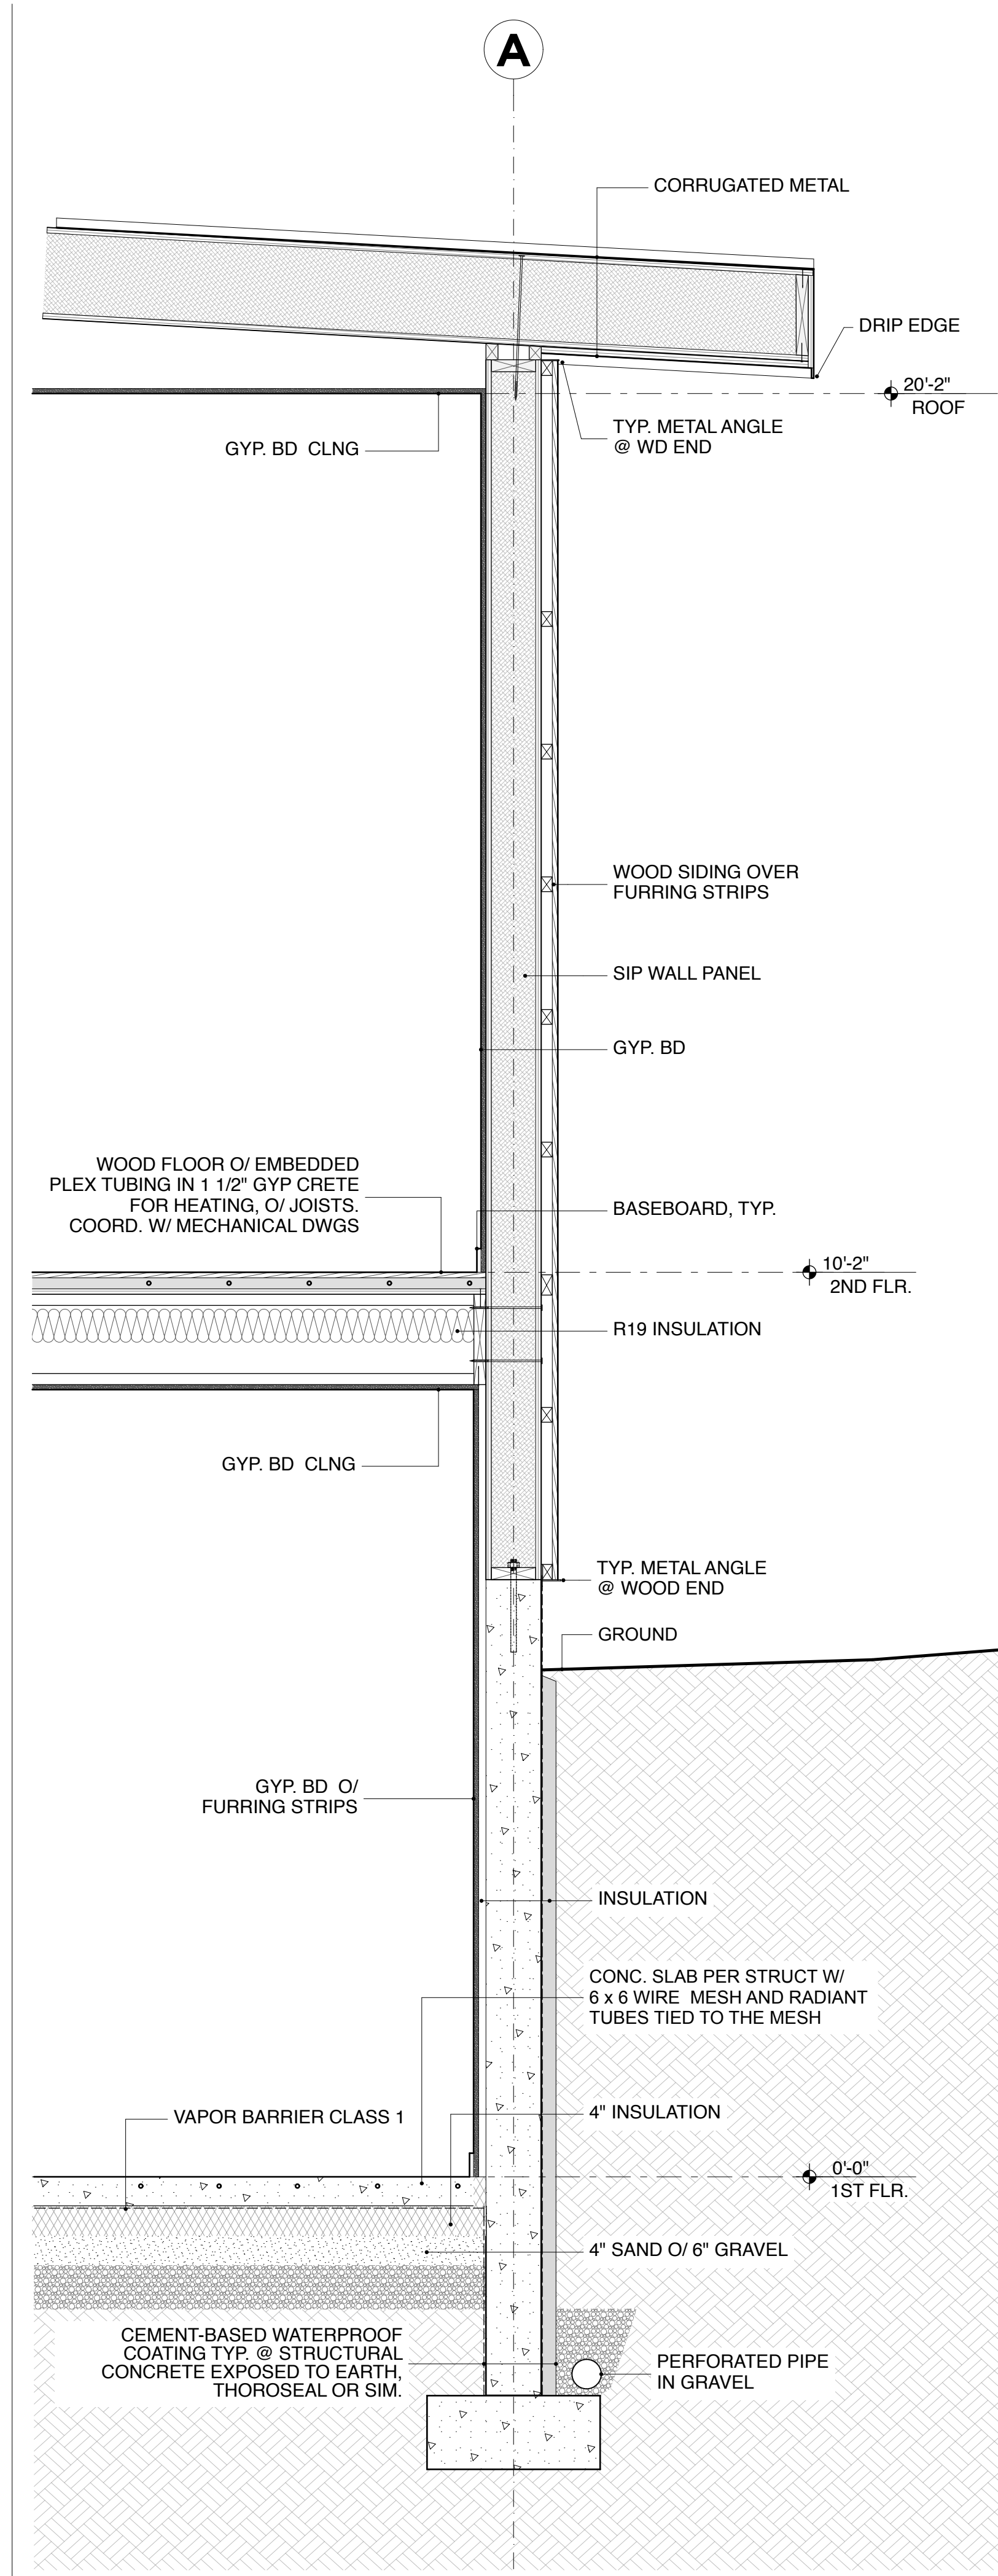 A
CORRUGATED METAL
DRIP EDGE
20'-2"
ROOF
TYP. METAL ANGLE
@ WD END
GYP. BD CLNG
WOOD SIDING OVER
FURRING STRIPS
SIP WALL PANEL
GYP. BD
WOOD FLOOR O/ EMBEDDED
PLEX TUBING IN 1 1/2" GYP CRETE
FOR HEATING, O/ JOISTS.
COORD. W/ MECHANICAL DWGS
BASEBOARD, TYP.
10'-2"
2ND FLR.
R19 INSULATION
GYP. BD CLNG
TYP. METAL ANGLE
@ WOOD END
GROUND
GYP. BD O/
FURRING STRIPS
INSULATION
CONC. SLAB PER STRUCT W/
6 x 6 WIRE MESH AND RADIANT
TUBES TIED TO THE MESH
VAPOR BARRIER CLASS 1
4" INSULATION
0'-0"
1ST FLR.
4" SAND O/ 6" GRAVEL
CEMENT-BASED WATERPROOF
COATING TYP. @ STRUCTURAL
CONCRETE EXPOSED TO EARTH,
THOROSEAL OR SIM.
PERFORATED PIPE
IN GRAVEL